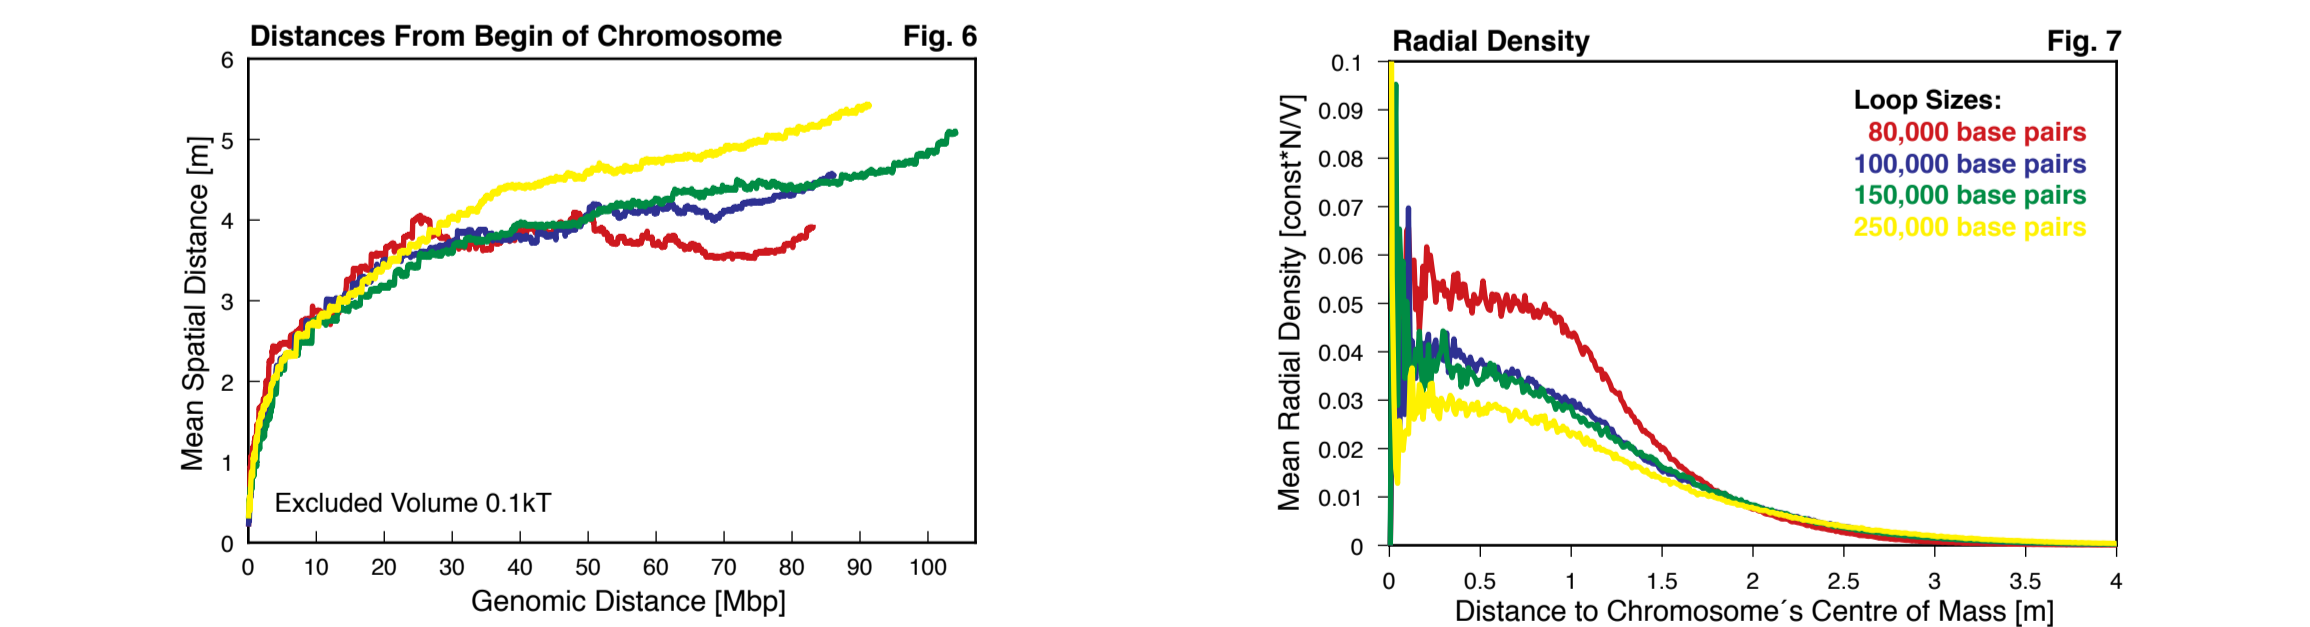 Distances From Begin of Chromosome Fig. 6
6
5
4
3
2
1
0
Mean Spatial Distance [m]
Excluded Volume 0.1kT
0 10 20 30 40 50 60 70 80 90 100
Genomic Distance [Mbp]
Radial Density Fig. 7
0.1
0.09
0.08
0.07
0.06
0.05
0.04
0.03
0.02
0.01
0
Mean Radial Density [const*N/V]
Loop Sizes:
80,000 base pairs
100,000 base pairs
150,000 base pairs
250,000 base pairs
0 0.5 1 1.5 2 2.5 3 3.5 4
Distance to Chromosome´s Centre of Mass [m]